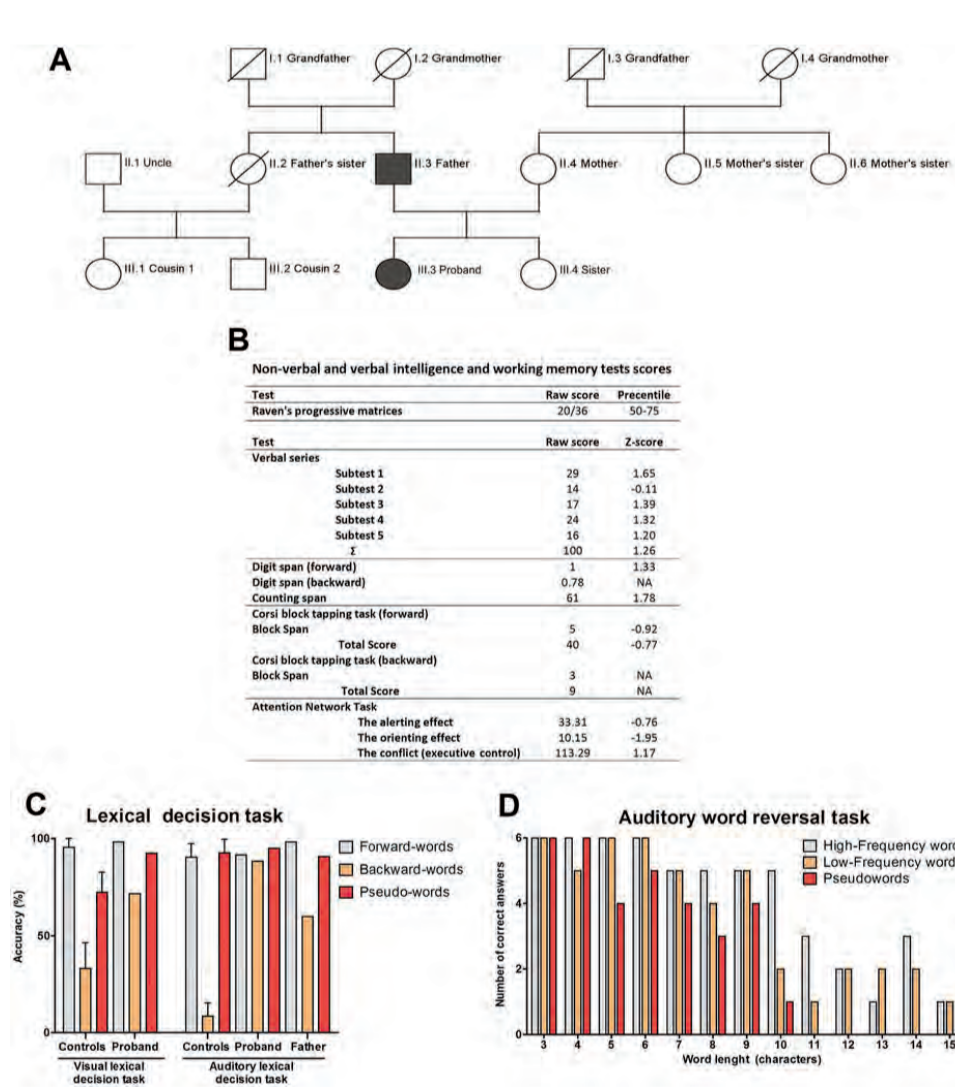 A
I.1 Grandfather
I.2 Grandmother
I.3 Grandfather
I.4 Grandmother
II.1 Uncle
II.2 Father's sister
II.3 Father
II.4 Mother
II.5 Mother's sister
II.6 Mother's sister
III.1 Cousin 1
III.2 Cousin 2
III.3 Proband
III.4 Sister
B
Non-verbal and verbal intelligence and working memory tests scores
Test Raw score Precentile
Raven's progressive matrices 20/36 50-75
Test Raw score Z-score
Verbal series
Subtest 1 29 1.65
Subtest 2 14 -0.11
Subtest 3 17 1.39
Subtest 4 24 1.32
Subtest 5 16 1.20
Σ 100 1.26
Digit span (forward) 1 1.33
Digit span (backward) 0.78 NA
Counting span 61 1.78
Corsi block tapping task (forward)
Block Span 5 -0.92
Total Score 40 -0.77
Corsi block tapping task (backward)
Block Span 3 NA
Total Score 9 NA
Attention Network Task
The alerting effect 33.31 -0.76
The orienting effect 10.15 -1.95
The conflict (executive control) 113.29 1.17
C
Lexical decision task
Accuracy (%)
100
50
0
Forward-words
Backward-words
Pseudo-words
Controls Proband Controls Proband Father
Visual lexical decision task
Auditory lexical decision task
D
Auditory word reversal task
Number of correct answers
6
4
2
0
High-Frequency word
Low-Frequency word
Pseudowords
3 4 5 6 7 8 9 10 11 12 13 14 15
Word lenght (characters)